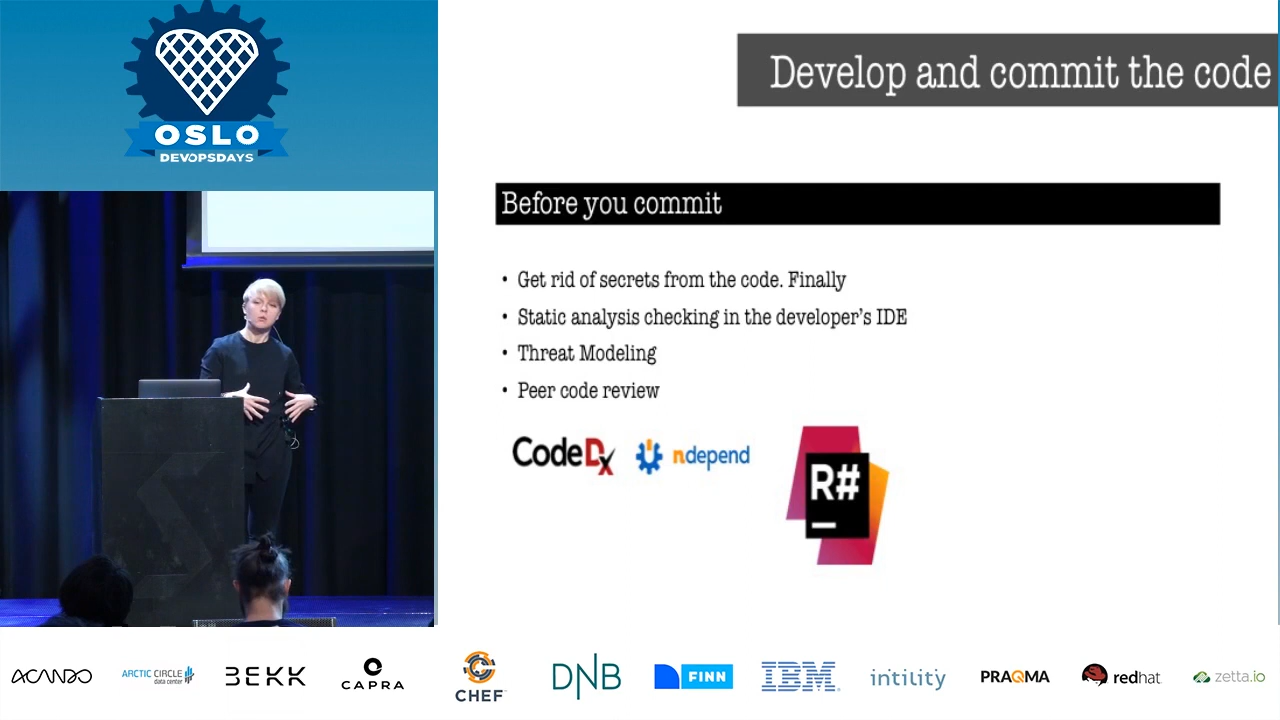 OSLO
DEVOPSDAYS
Develop and commit the code
Before you commit
• Get rid of secrets from the code. Finally
• Static analysis checking in the developer's IDE
• Threat Modeling
• Peer code review
Code Dx
ndepend
R#
ACANDO
ARCTIC CIRCLE
data center
BEKK
CAPRA
CHEF
DNB
FINN
IBM
intility
PRAQMA
redhat
zetta.io